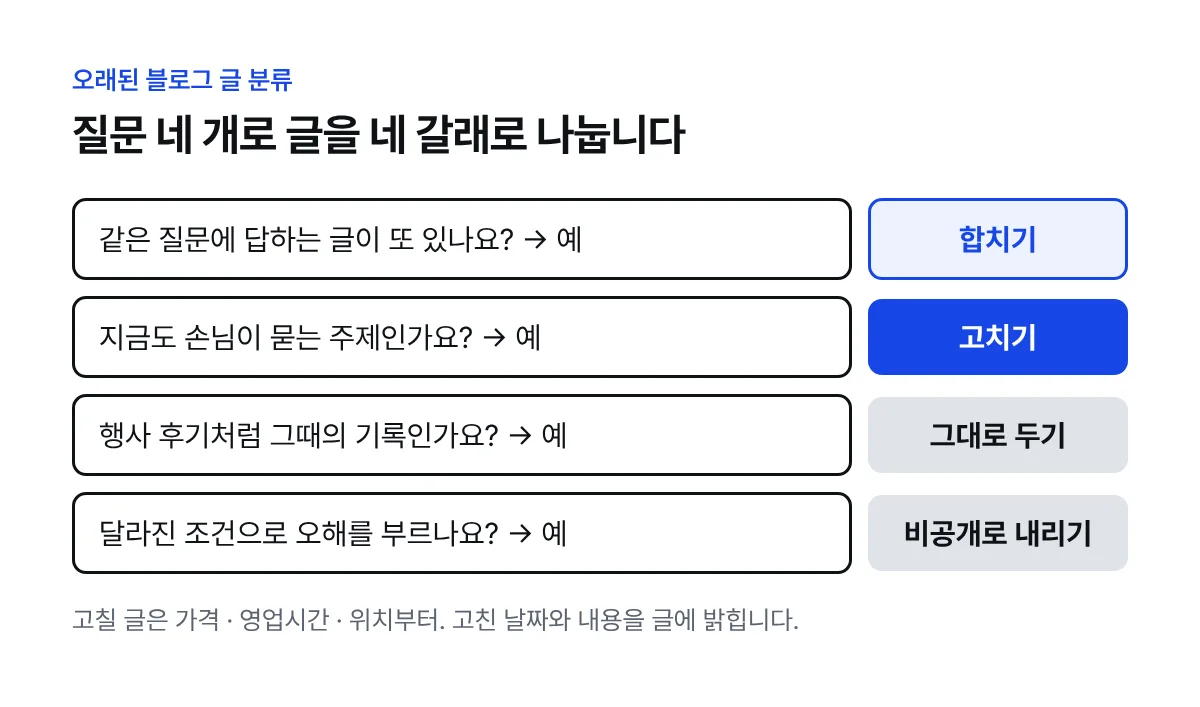 오래된 블로그 글 분류
질문 네 개로 글을 네 갈래로 나눕니다
같은 질문에 답하는 글이 또 있나요? → 예
합치기
지금도 손님이 묻는 주제인가요? → 예
고치기
행사 후기처럼 그때의 기록인가요? → 예
그대로 두기
달라진 조건으로 오해를 부르나요? → 예
비공개로 내리기
고칠 글은 가격 · 영업시간 · 위치부터. 고친 날짜와 내용을 글에 밝힙니다.